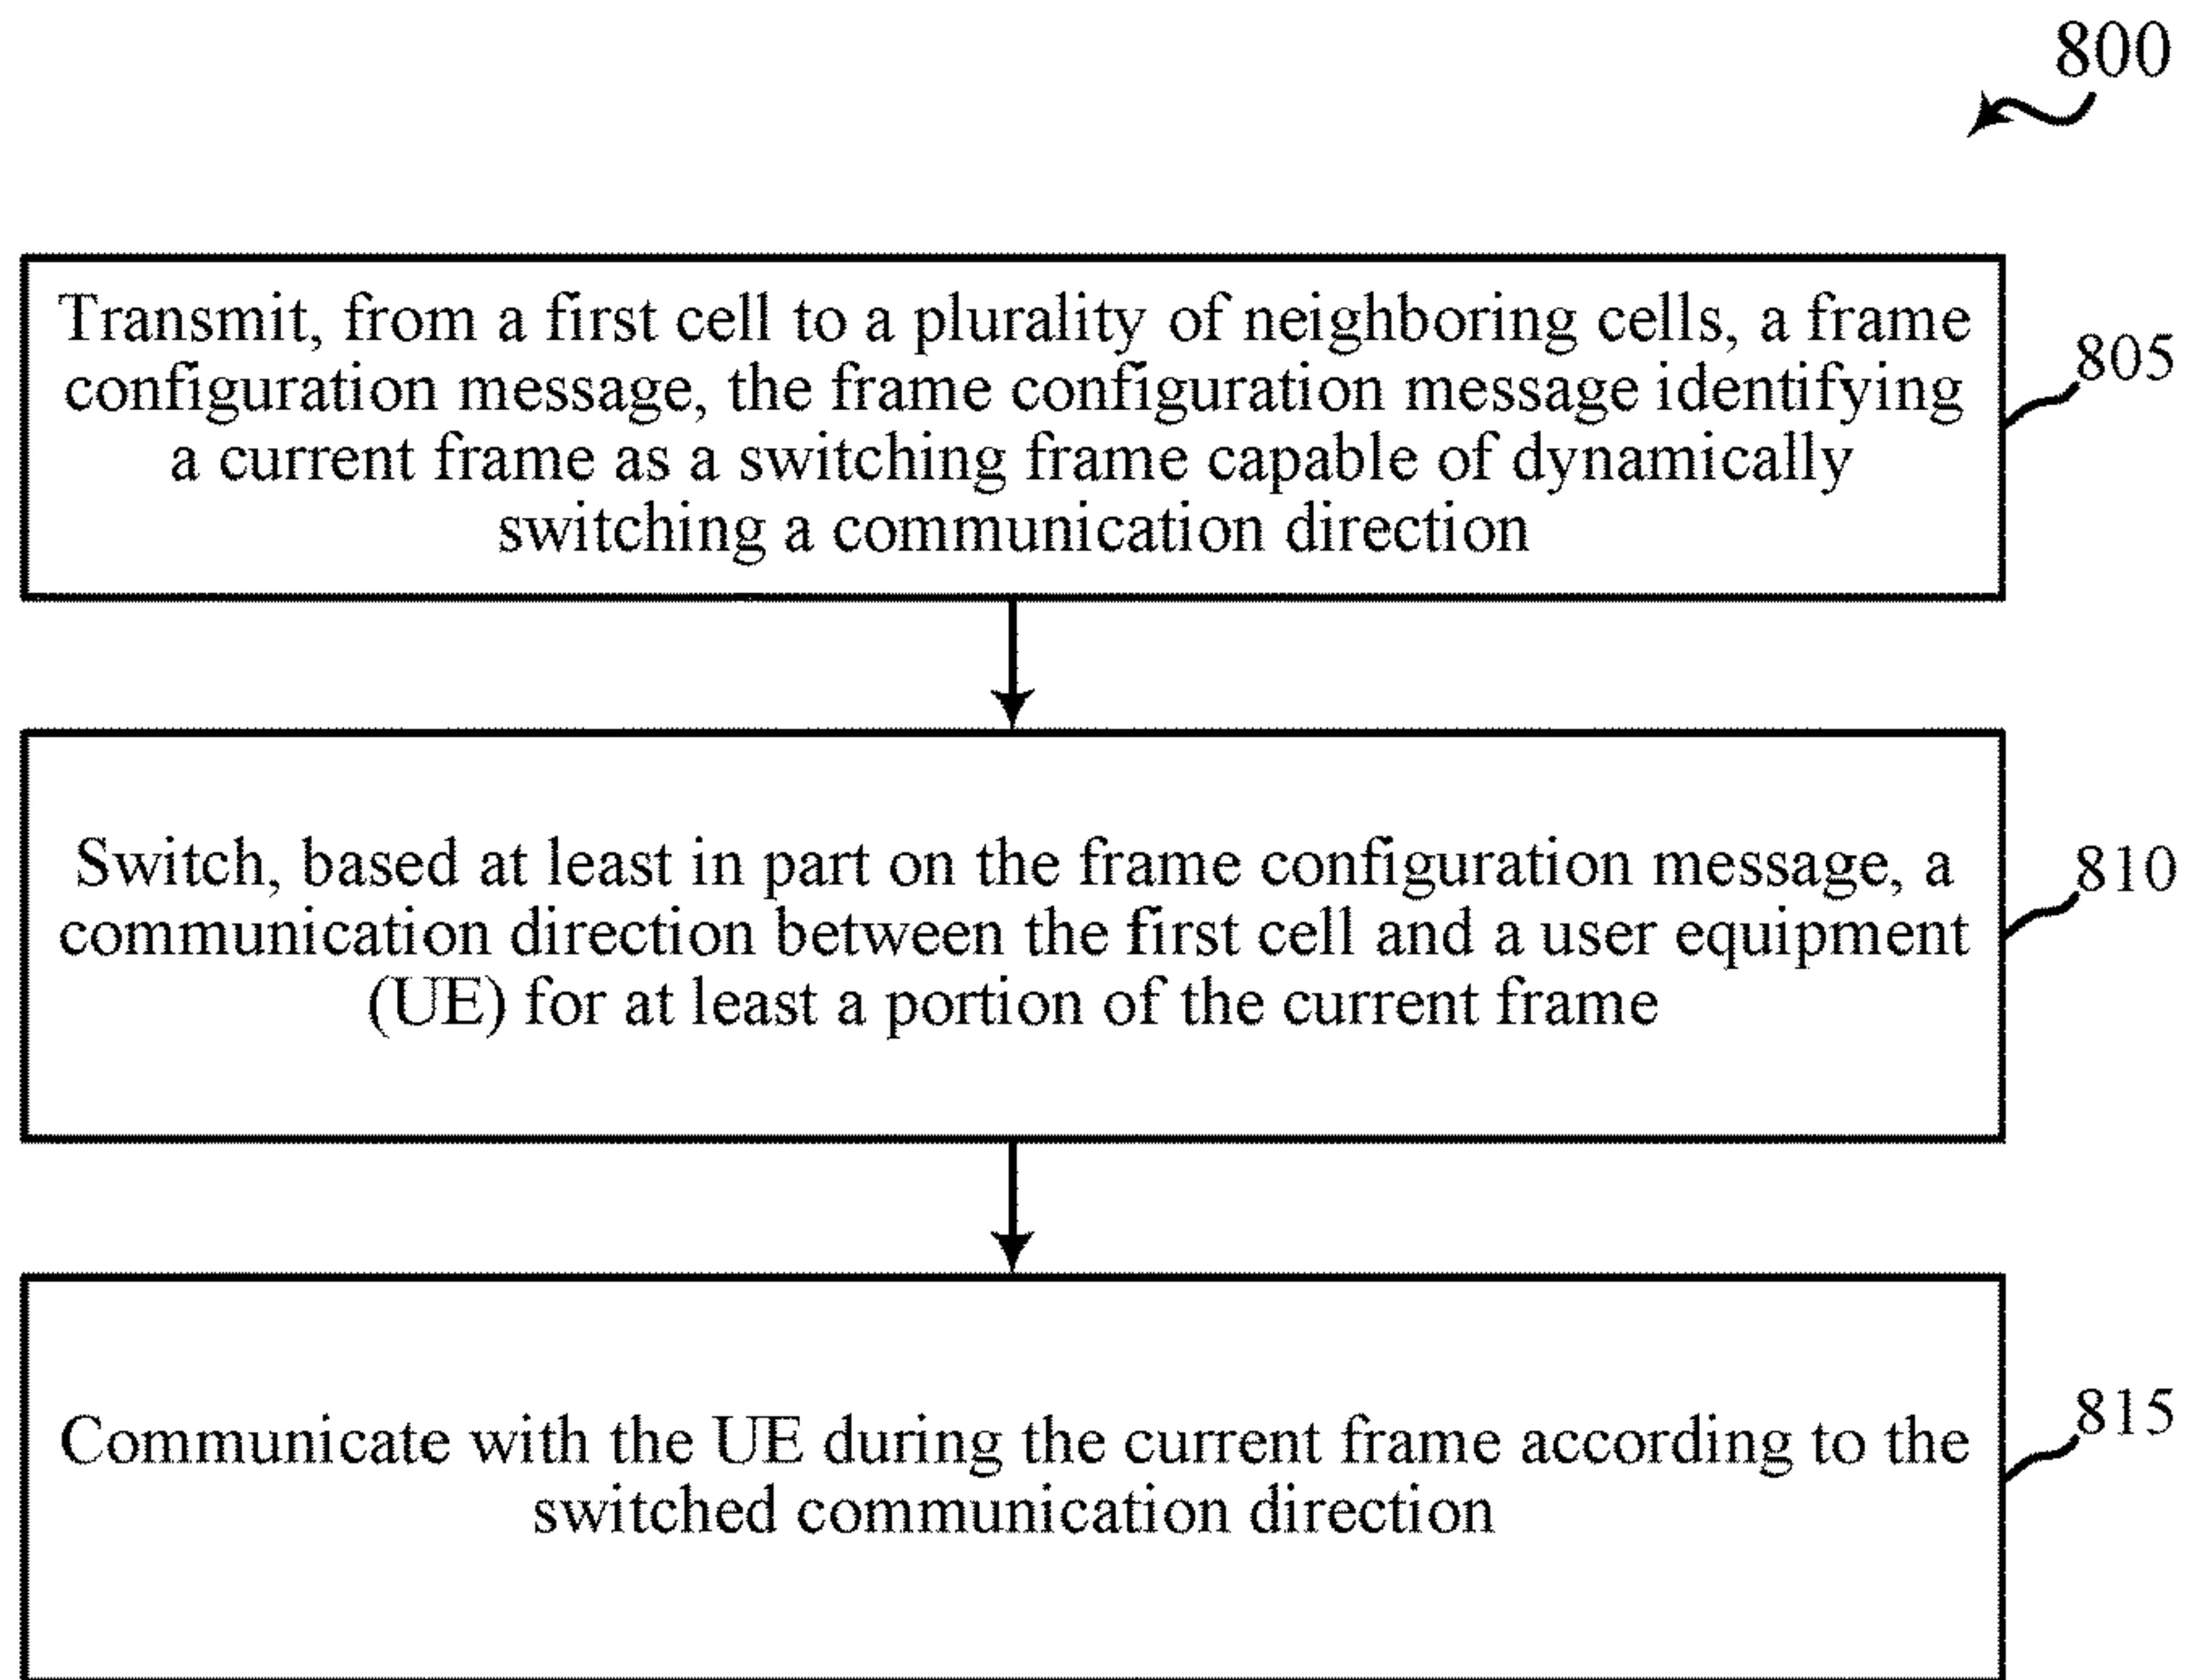 800
Transmit, from a first cell to a plurality of neighboring cells, a frame
configuration message, the frame configuration message identifying
a current frame as a switching frame capable of dynamically
switching a communication direction
805
Switch, based at least in part on the frame configuration message, a
communication direction between the first cell and a user equipment
(UE) for at least a portion of the current frame
810
Communicate with the UE during the current frame according to the
switched communication direction
815